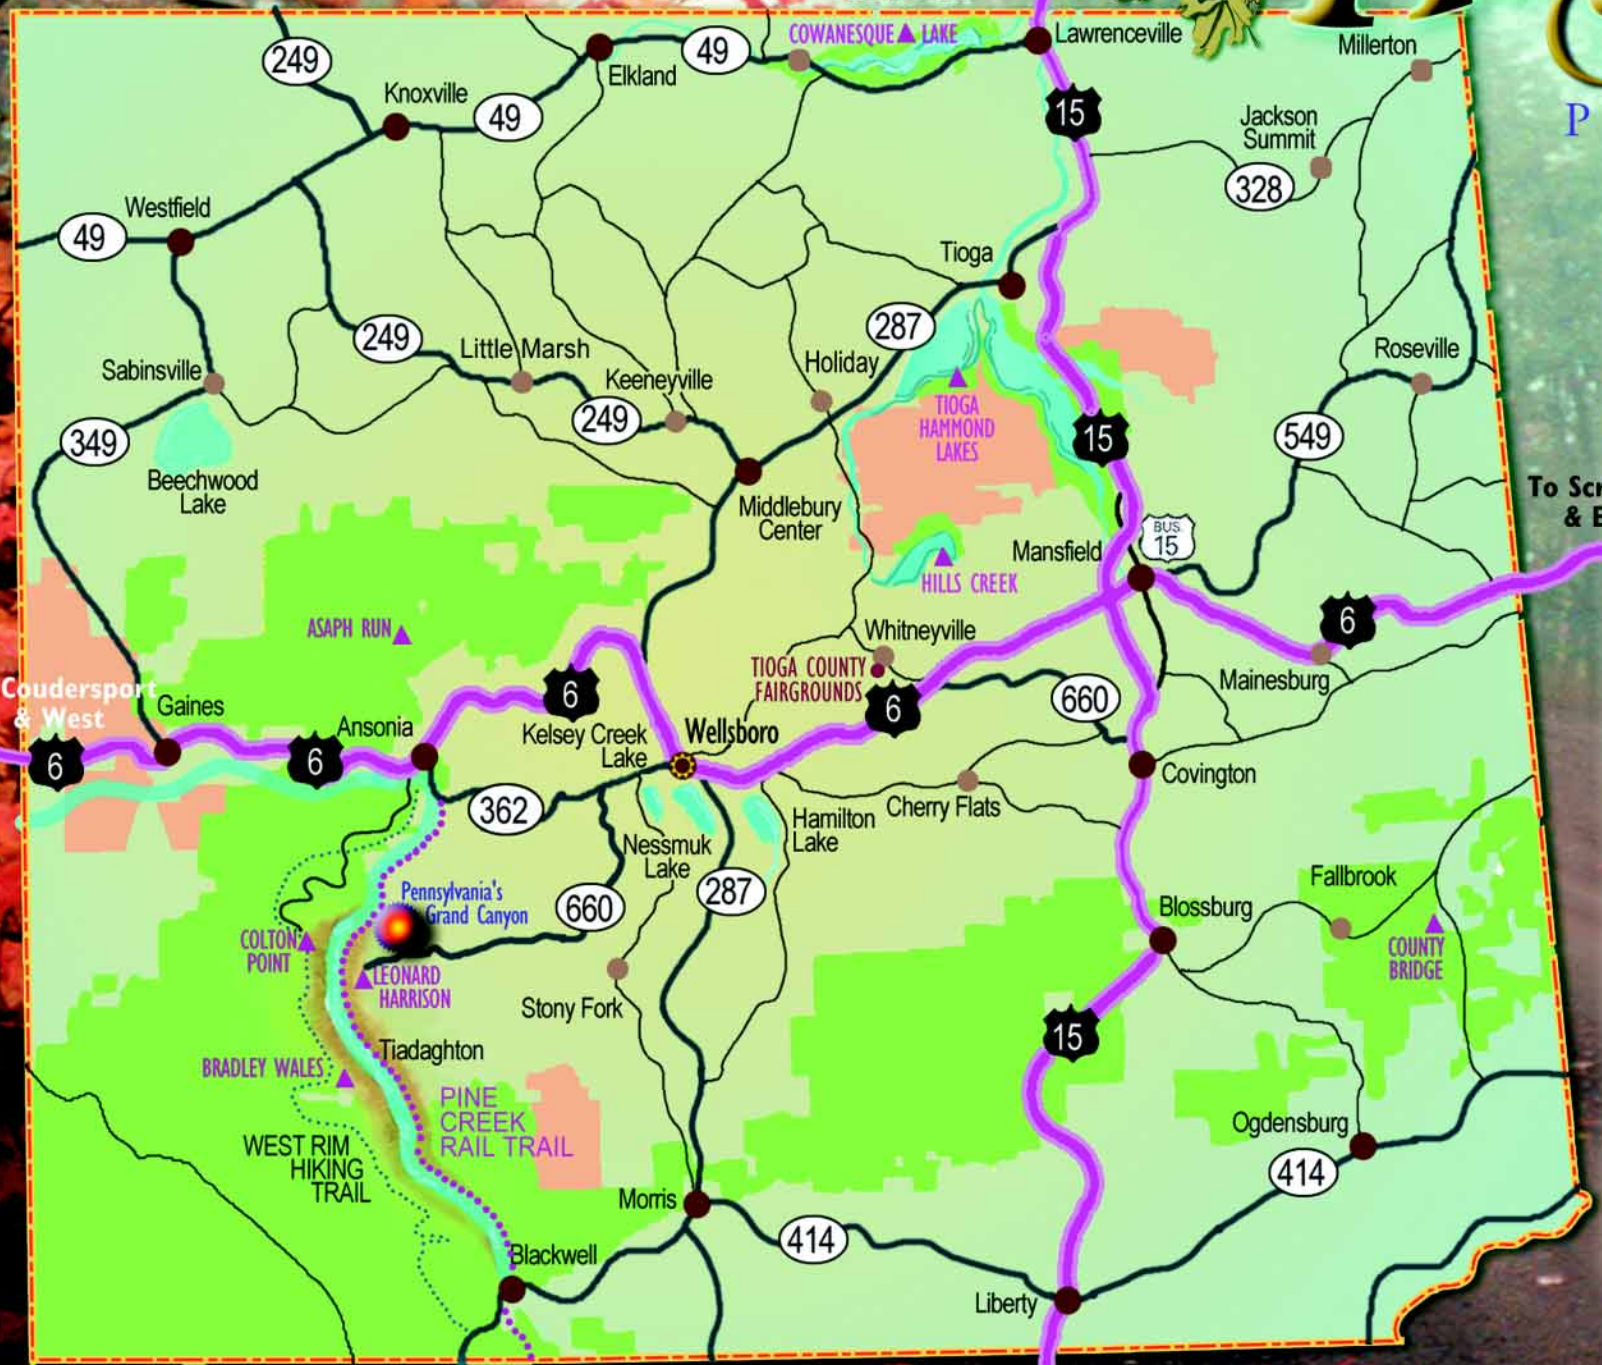 COWANESQUE LAKE
Lawrenceville
Millerton
249
49
Elkland
Knoxville
49
15
P
Jackson
Summit
328
Westfield
49
Tioga
249
287
Little Marsh
Holiday
Roseville
Sabinsville
Keeneyville
TIOGA
HAMMOND
LAKES
249
15
549
349
Beechwood
Lake
Middlebury
Center
To Scr
& E
BUS.
15
Mansfield
HILLS CREEK
ASAPH RUN
Whitneyville
6
TIOGA COUNTY
FAIRGROUNDS
Mainesburg
Coudersport
& West
Gaines
6
660
6
Ansonia
Kelsey Creek
Lake
Wellsboro
6
6
Covington
362
Cherry Flats
Hamilton
Lake
Nessmuk
Lake
Fallbrook
Pennsylvania's
Grand Canyon
660
287
Blossburg
COLTON
POINT
COUNTY
BRIDGE
LEONARD
HARRISON
Stony Fork
15
Tiadaghton
BRADLEY WALES
PINE
CREEK
RAIL TRAIL
Ogdensburg
WEST RIM
HIKING
TRAIL
414
Morris
414
Blackwell
Liberty